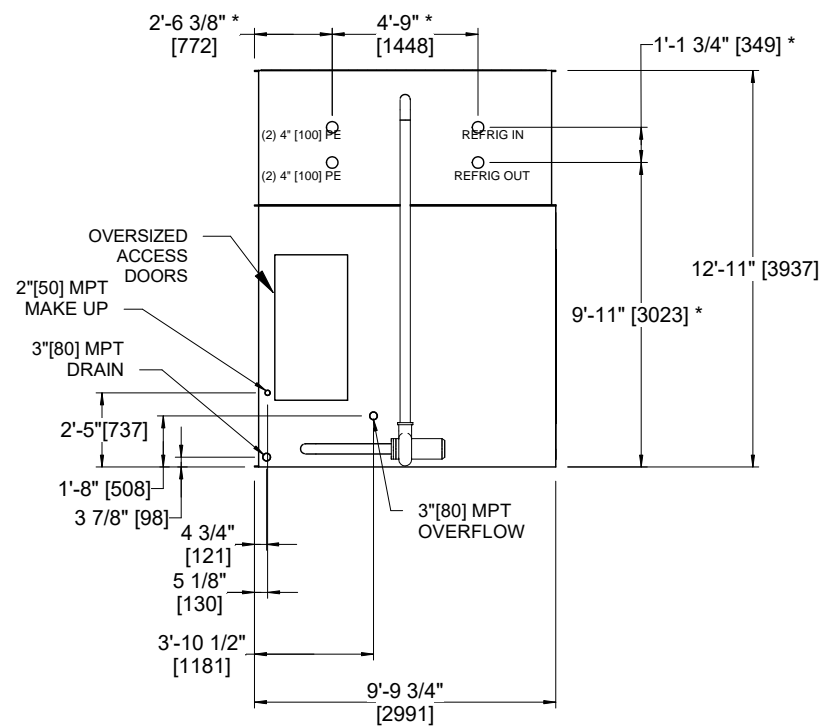 2'-6 3/8" *
[772]
4'-9" *
[1448]
1'-1 3/4" [349] *
(2) 4" [100] PE
REFRIG IN
(2) 4" [100] PE
REFRIG OUT
OVERSIZED
ACCESS
DOORS
12'-11" [3937]
2"[50] MPT
MAKE UP
9'-11" [3023] *
3"[80] MPT
DRAIN
2'-5"[737]
1'-8" [508]
3 7/8" [98]
3"[80] MPT
OVERFLOW
4 3/4"
[121]
5 1/8"
[130]
3'-10 1/2"
[1181]
9'-9 3/4"
[2991]